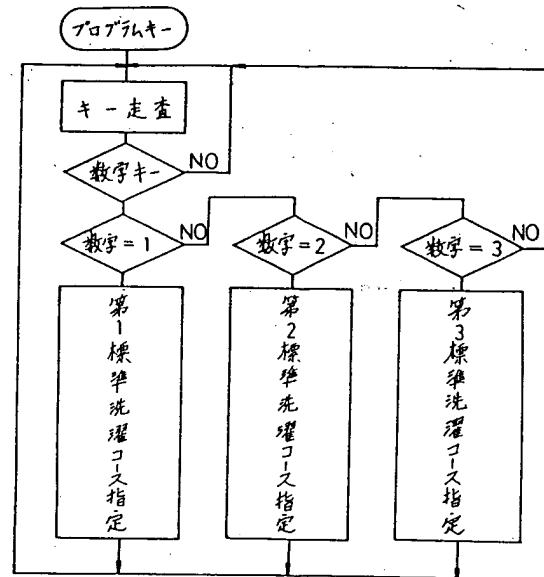 プログラムキー
キー走査
数字キー
NO
数字=1
NO
数字=2
NO
数字=3
NO
第1標準洗濯コース指定
第2標準洗濯コース指定
第3標準洗濯コース指定